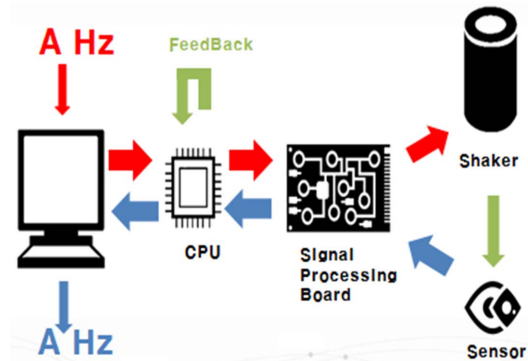 A Hz
FeedBack
Shaker
CPU
Signal
Processing
Board
A Hz
Sensor